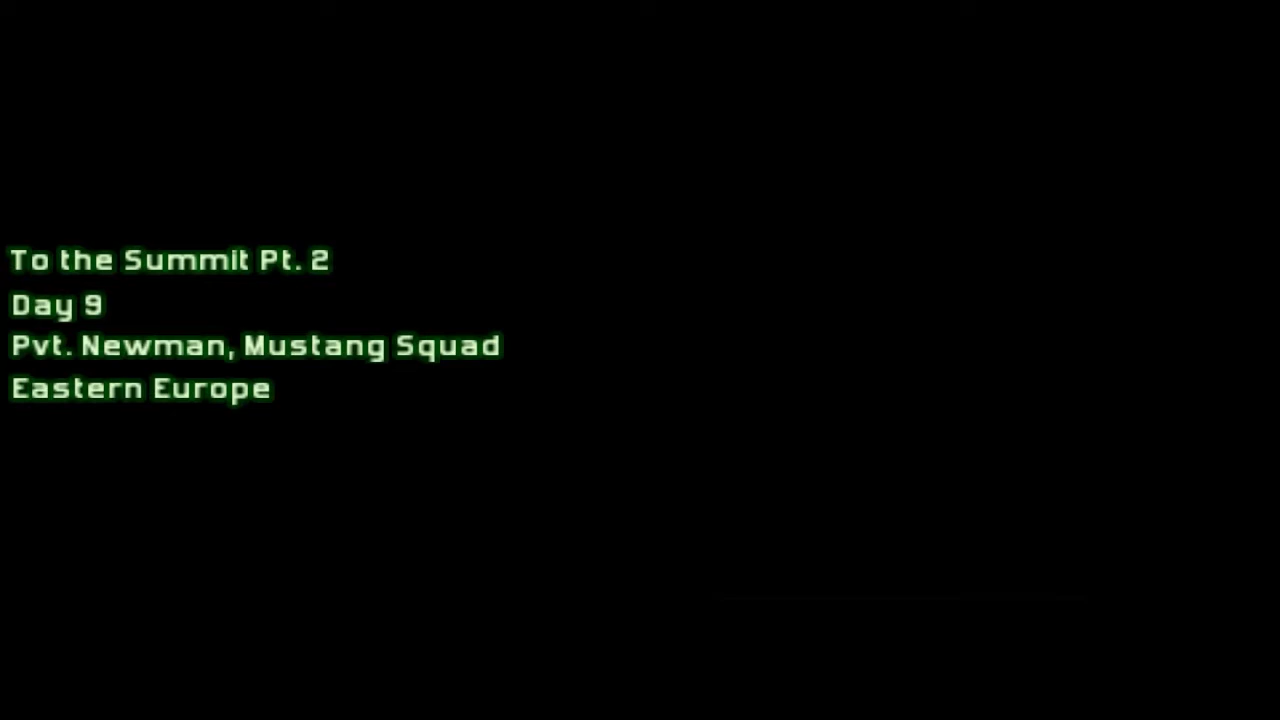 To the Summit Pt. 2
Day 9
Pvt. Newman, Mustang Squad
Eastern Europe